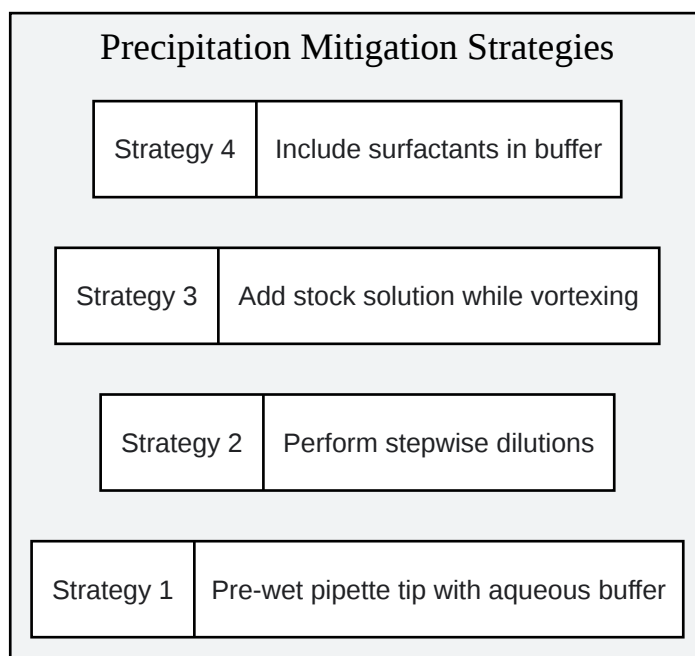 Precipitation Mitigation Strategies
Strategy 4 Include surfactants in buffer
Strategy 3 Add stock solution while vortexing
Strategy 2 Perform stepwise dilutions
Strategy 1 Pre-wet pipette tip with aqueous buffer